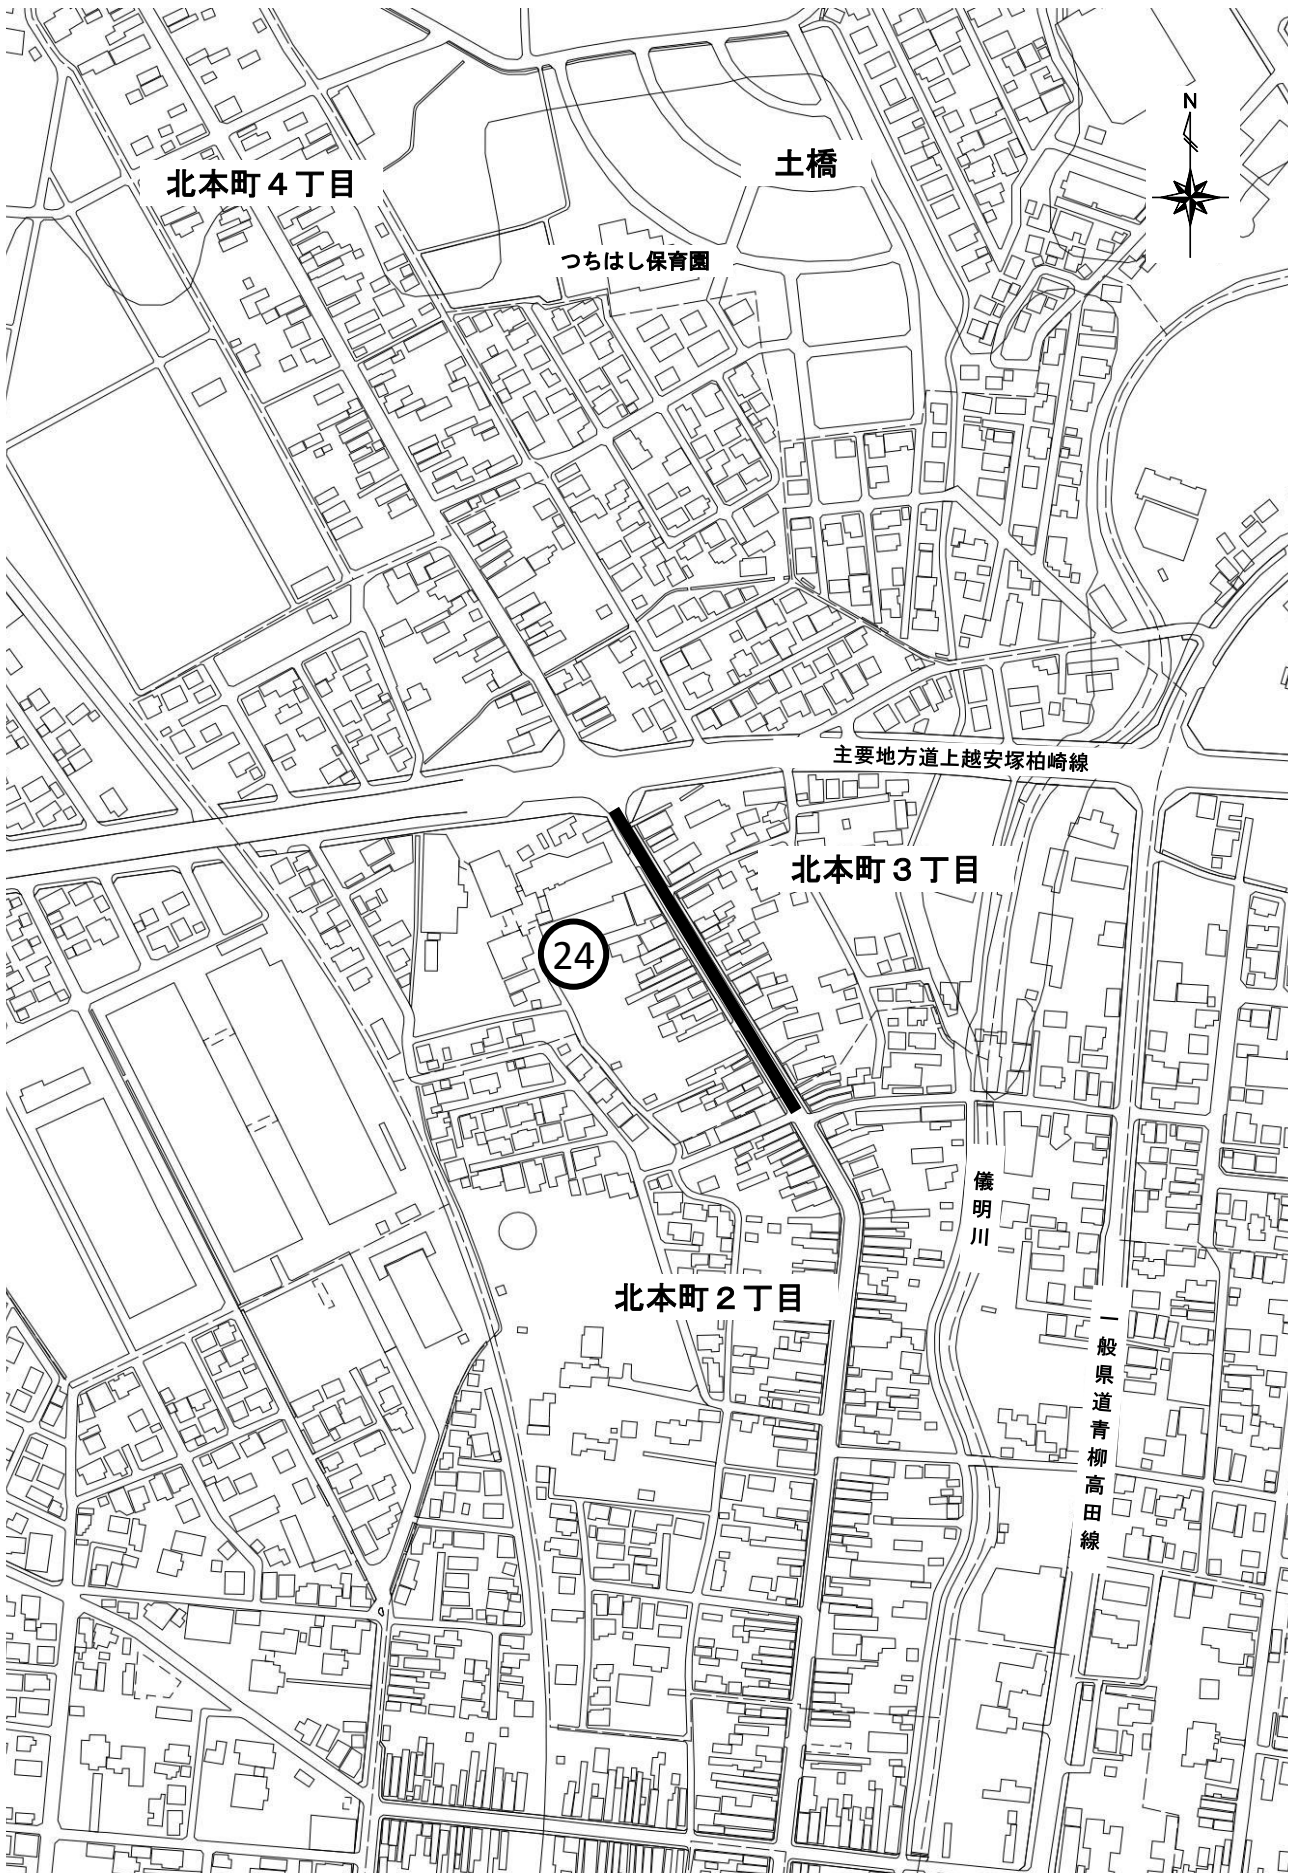 N
土橋
北本町４丁目
つちはし保育園
主要地方道上越安塚柏崎線
北本町３丁目
24
儀明川
北本町２丁目
一般県道青柳高田線